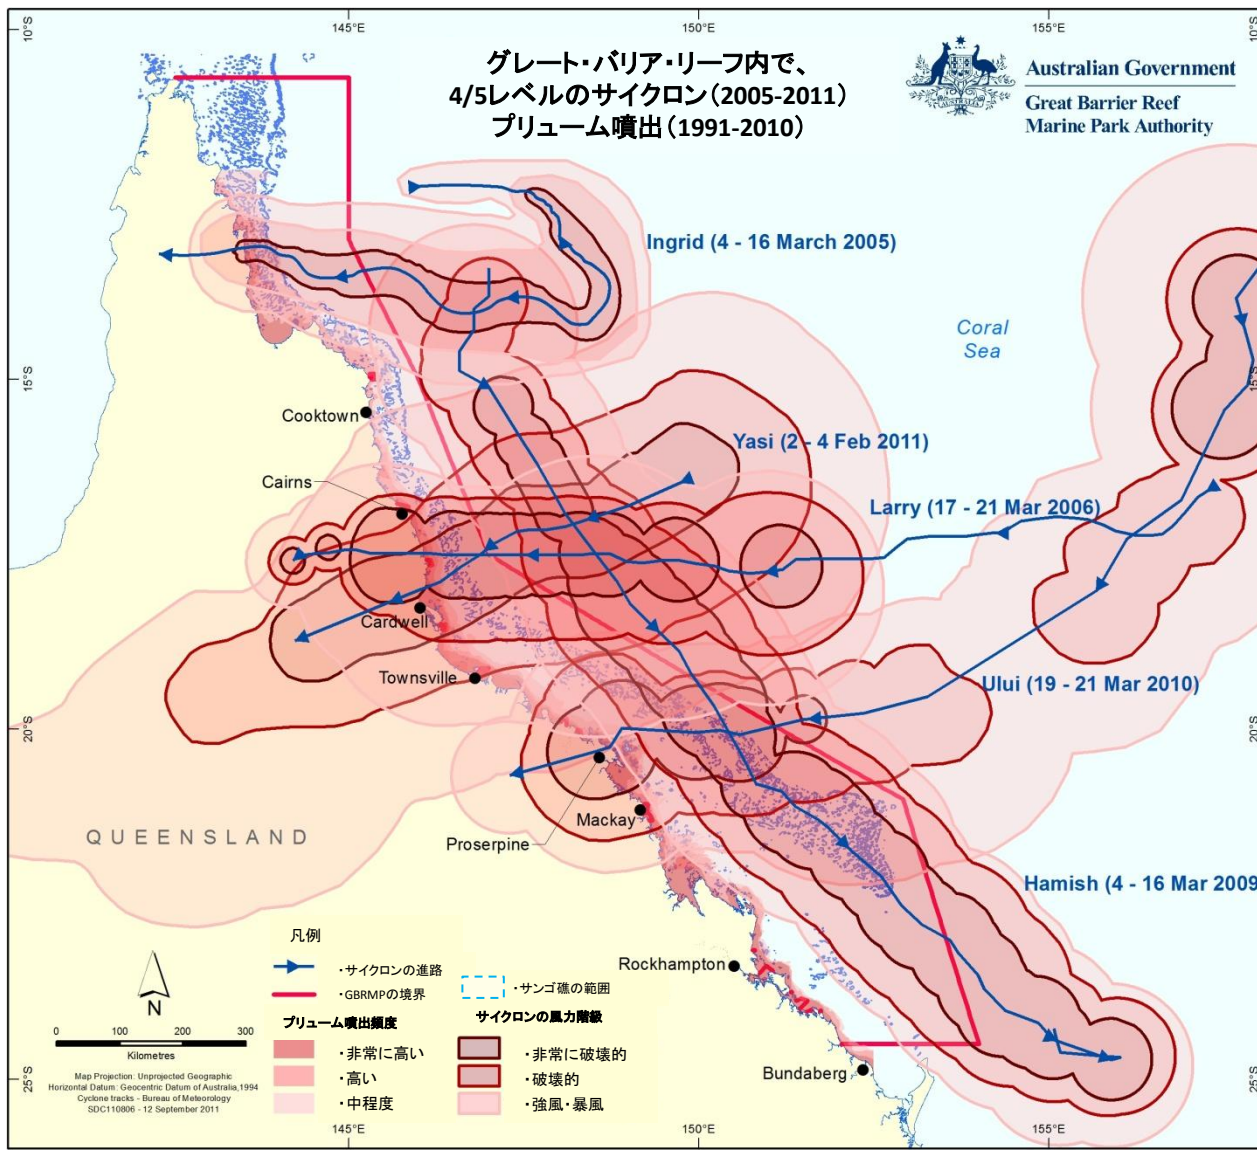 145°E
150°E
155°E
10°S
10°S
グレート・バリア・リーフ内で、
4/5レベルのサイクロン（2005-2011）
プリューム噴出（1991-2010）
Australian Government
Great Barrier Reef
Marine Park Authority
AUSTRALIA
Ingrid (4 - 16 March 2005)
Coral
Sea
15°S
15°S
Cooktown
Yasi (2 - 4 Feb 2011)
Cairns
Larry (17 - 21 Mar 2006)
Cardwell
Townsville
Ului (19 - 21 Mar 2010)
20°S
20°S
Mackay
QUEENSLAND
Proserpine
Hamish (4 - 16 Mar 2009
Rockhampton
凡例
・サイクロンの進路
・GBRMPの境界
・サンゴ礁の範囲
プリューム噴出頻度
サイクロンの風力階級
・非常に高い
・非常に破壊的
・高い
・破壊的
・中程度
・強風・暴風
N
0 100 200 300
Kilometres
Map Projection: Unprojected Geographic
Horizontal Datum: Geocentric Datum of Australia,1994
Cyclone tracks - Bureau of Meteorology
SDC110806 - 12 September 2011
Bundaberg
25°S
25°S
145°E
150°E
155°E